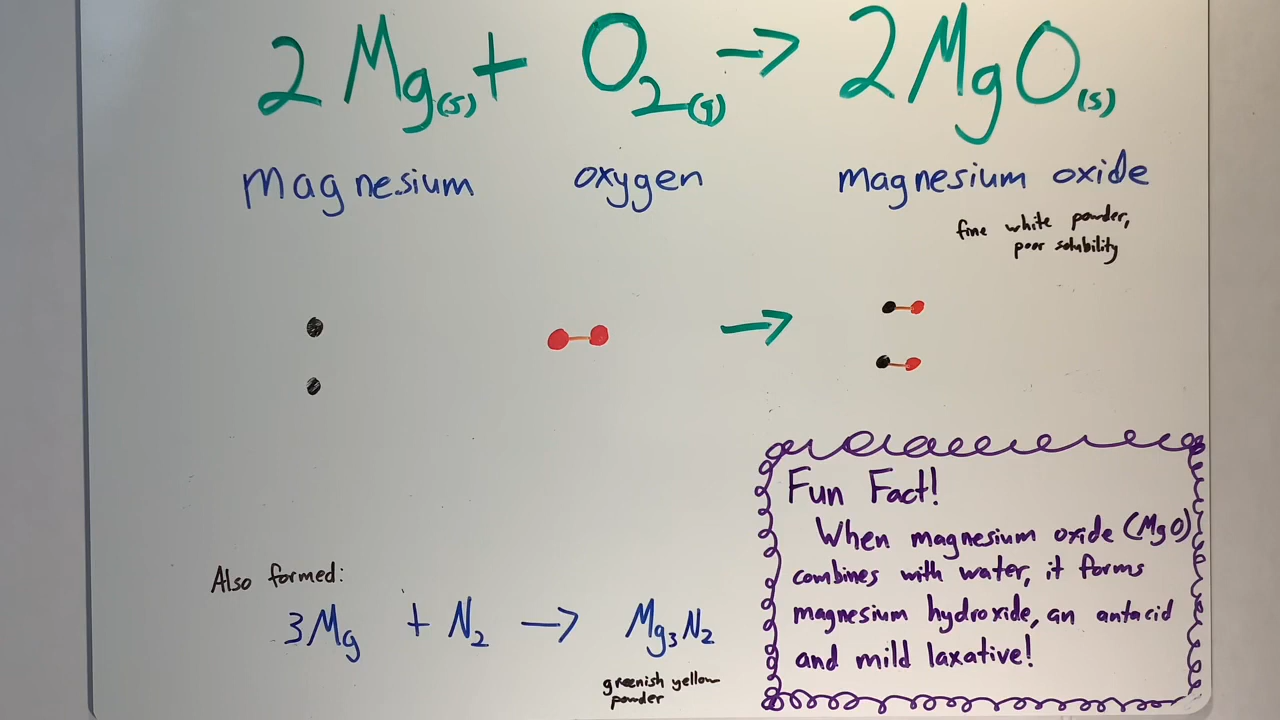 2Mg(s) + O2(g) → 2MgO(s)
magnesium oxygen magnesium oxide
fine white powder,
poor solubility
→
Fun Fact!
When magnesium oxide (MgO)
combines with water, it forms
magnesium hydroxide, an antacid
and mild laxative!
Also formed:
3Mg + N2 → Mg3N2
greenish yellow
powder